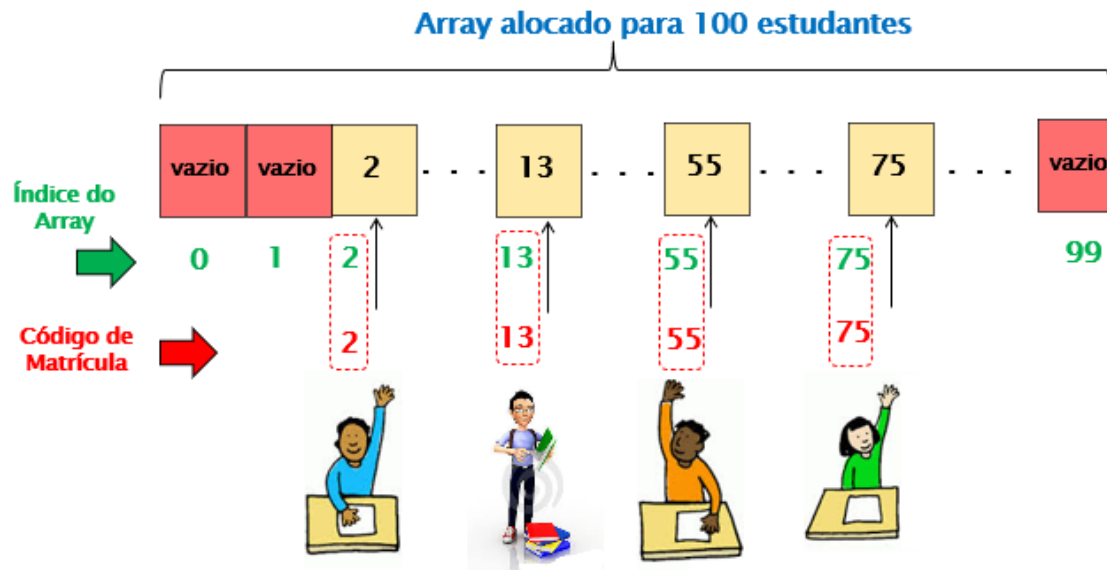 Array alocado para 100 estudantes
vazio vazio 2 . . . . 13 . . . . 55 . . . . 75 . . . . vazio
Índice do
Array
0 1 2 13 55 75 99
Código de
Matrícula
2 13 55 75